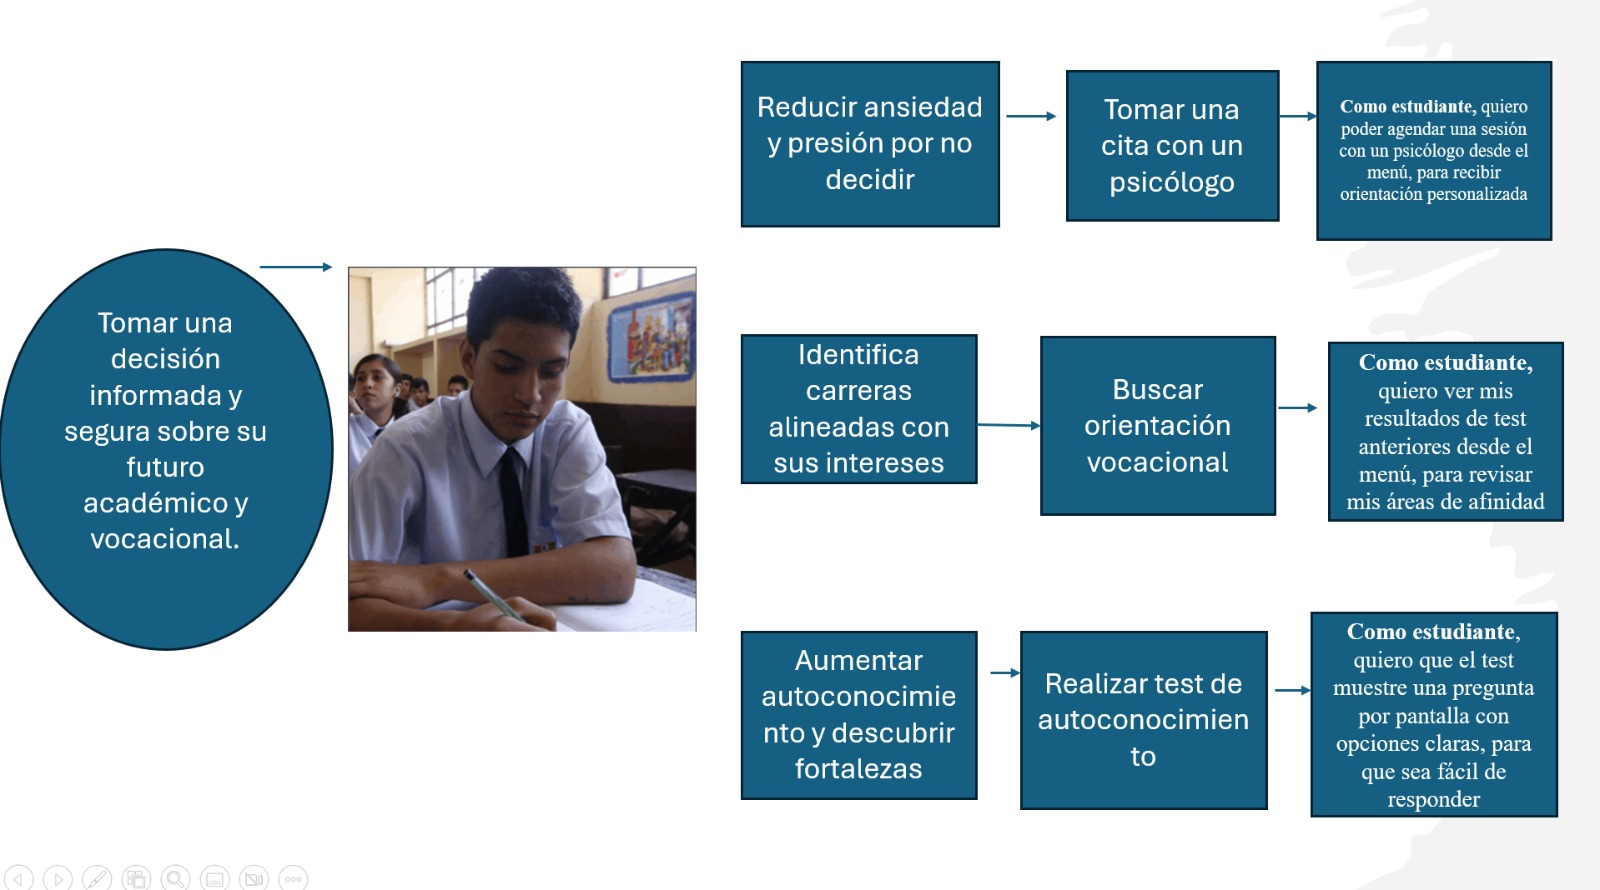 Tomar una
decisión
informada y
segura sobre su
futuro
académico y
vocacional.
Reducir ansiedad
y presión por no
decidir
Tomar una
cita con un
psicólogo
Como estudiante, quiero
poder agendar una sesión
con un psicólogo desde el
menú, para recibir
orientación personalizada
Identifica
carreras
alineadas con
sus intereses
Buscar
orientación
vocacional
Como estudiante,
quiero ver mis
resultados de test
anteriores desde el
menú, para revisar
mis áreas de afinidad
Aumentar
autoconocimie
nto y descubrir
fortalezas
Realizar test de
autoconocimien
to
Como estudiante,
quiero que el test
muestre una pregunta
por pantalla con
opciones claras, para
que sea fácil de
responder